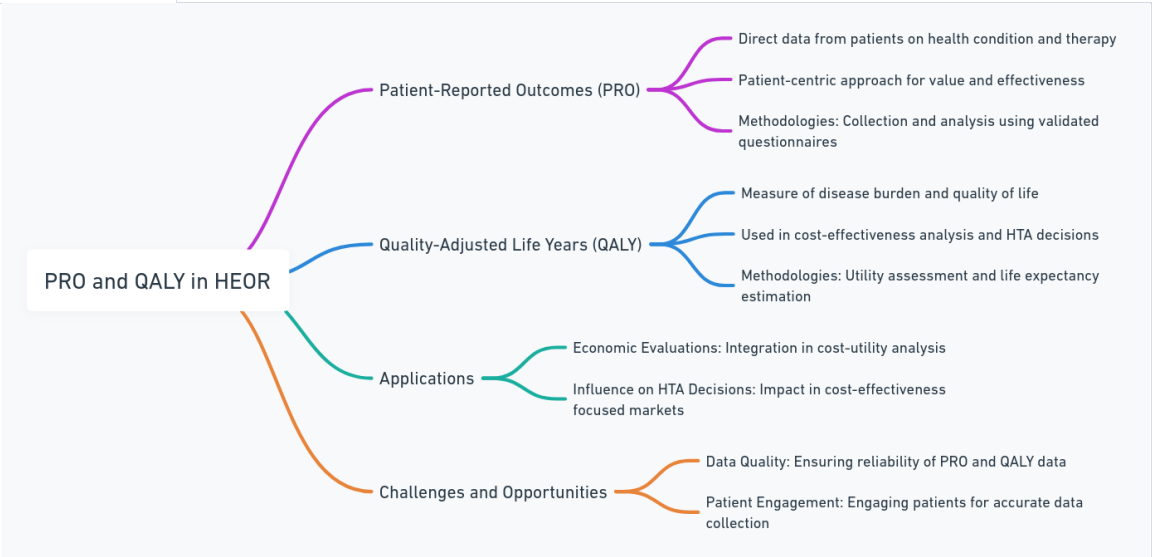 PRO and QALY in HEOR
Patient-Reported Outcomes (PRO)
Direct data from patients on health condition and therapy
Patient-centric approach for value and effectiveness
Methodologies: Collection and analysis using validated
questionnaires
Quality-Adjusted Life Years (QALY)
Measure of disease burden and quality of life
Used in cost-effectiveness analysis and HTA decisions
Methodologies: Utility assessment and life expectancy
estimation
Applications
Economic Evaluations: Integration in cost-utility analysis
Influence on HTA Decisions: Impact in cost-effectiveness
focused markets
Challenges and Opportunities
Data Quality: Ensuring reliability of PRO and QALY data
Patient Engagement: Engaging patients for accurate data
collection